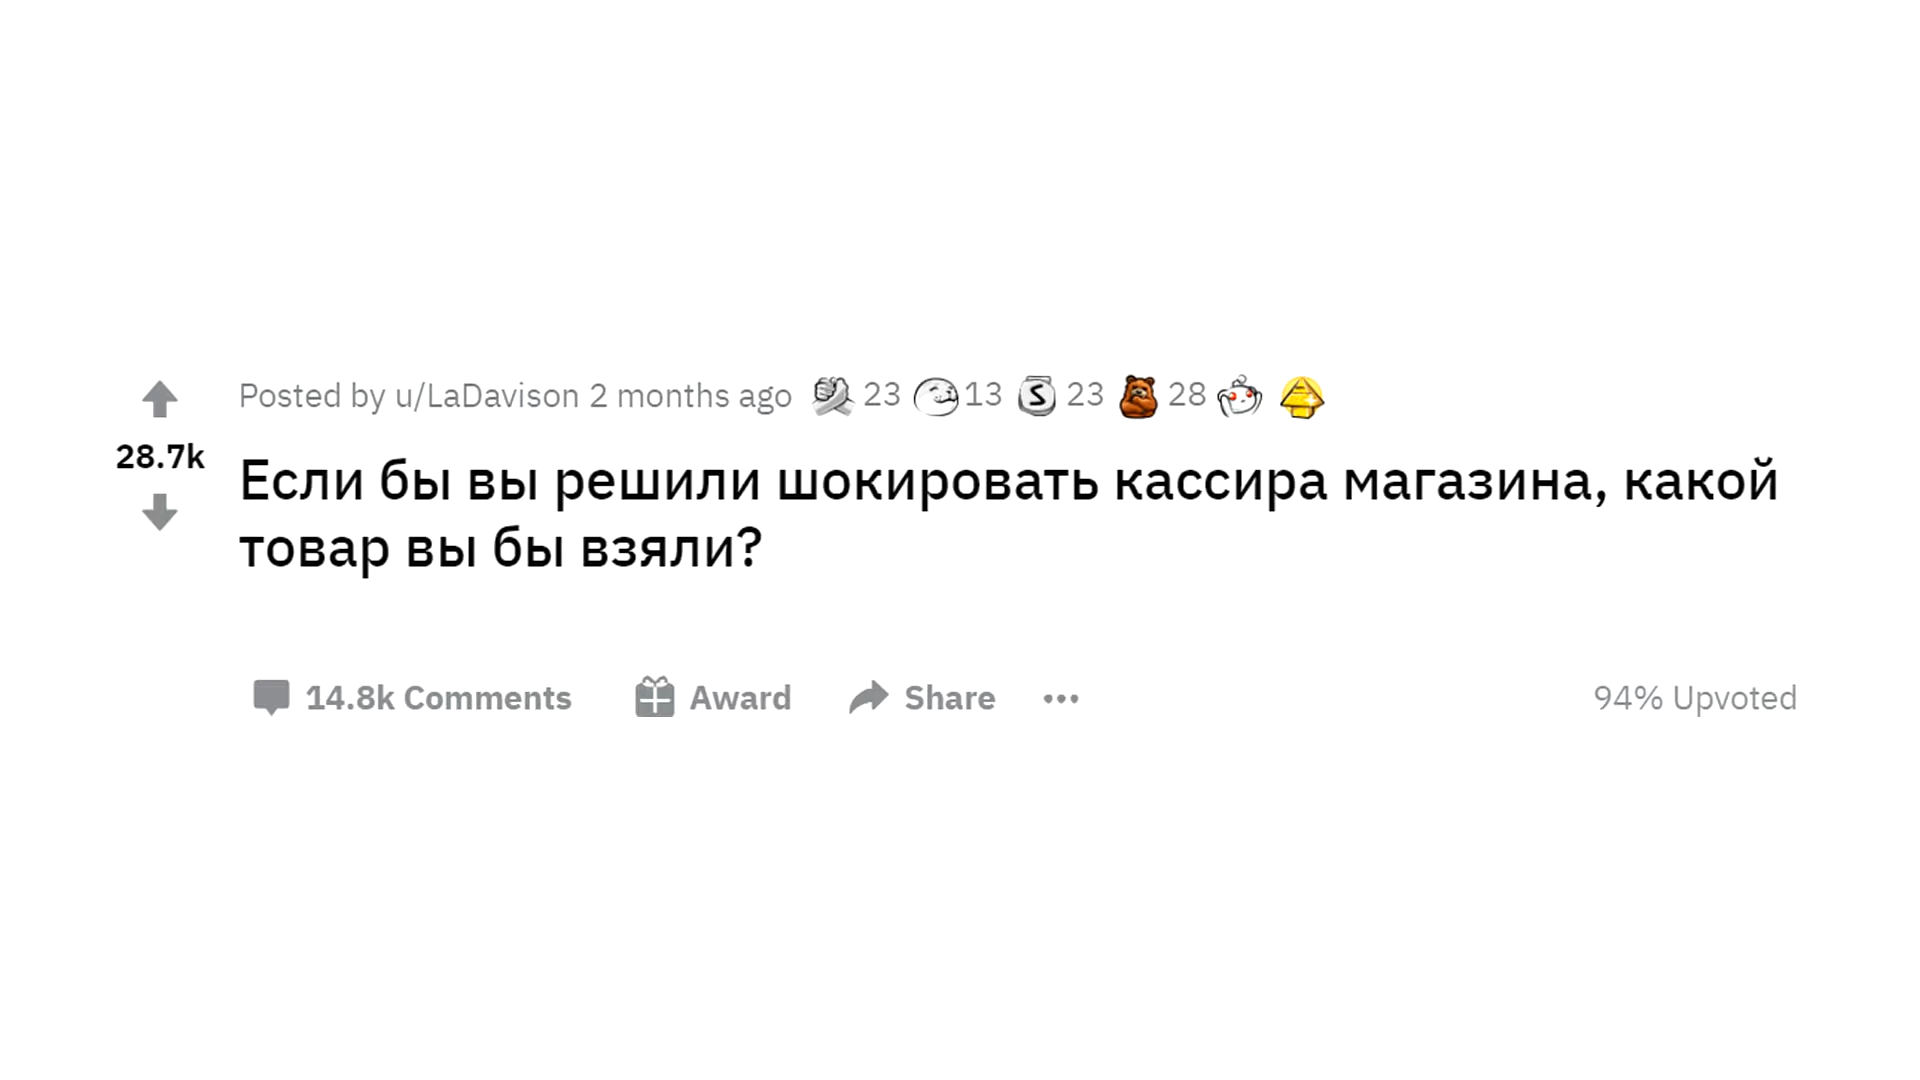 Posted by u/LaDavison 2 months ago 23 13 S 23 28
28.7k
Если бы вы решили шокировать кассира магазина, какой
товар вы бы взяли?
14.8k Comments Award Share ••• 94% Upvoted